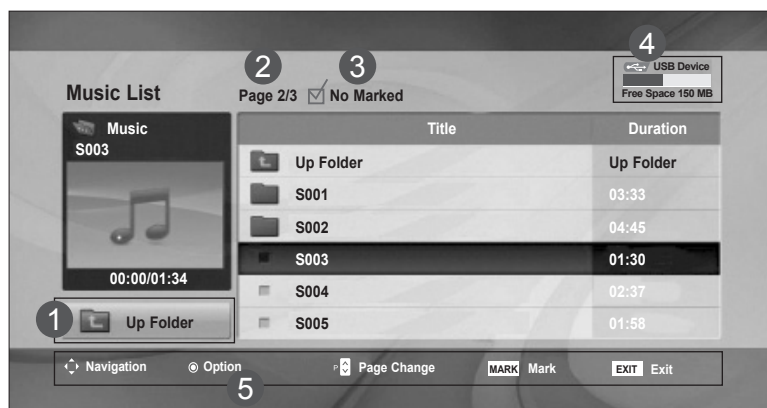 2 3 4
USB Device
Free Space 150 MB
Music List Page 2/3 No Marked
Music
S003
00:00/01:34
1 Up Folder
Title Duration
Up Folder Up Folder
S001 03:33
S002 04:45
S003 01:30
S004 02:37
S005 01:58
Navigation Option P Page Change MARK Mark EXIT Exit
5